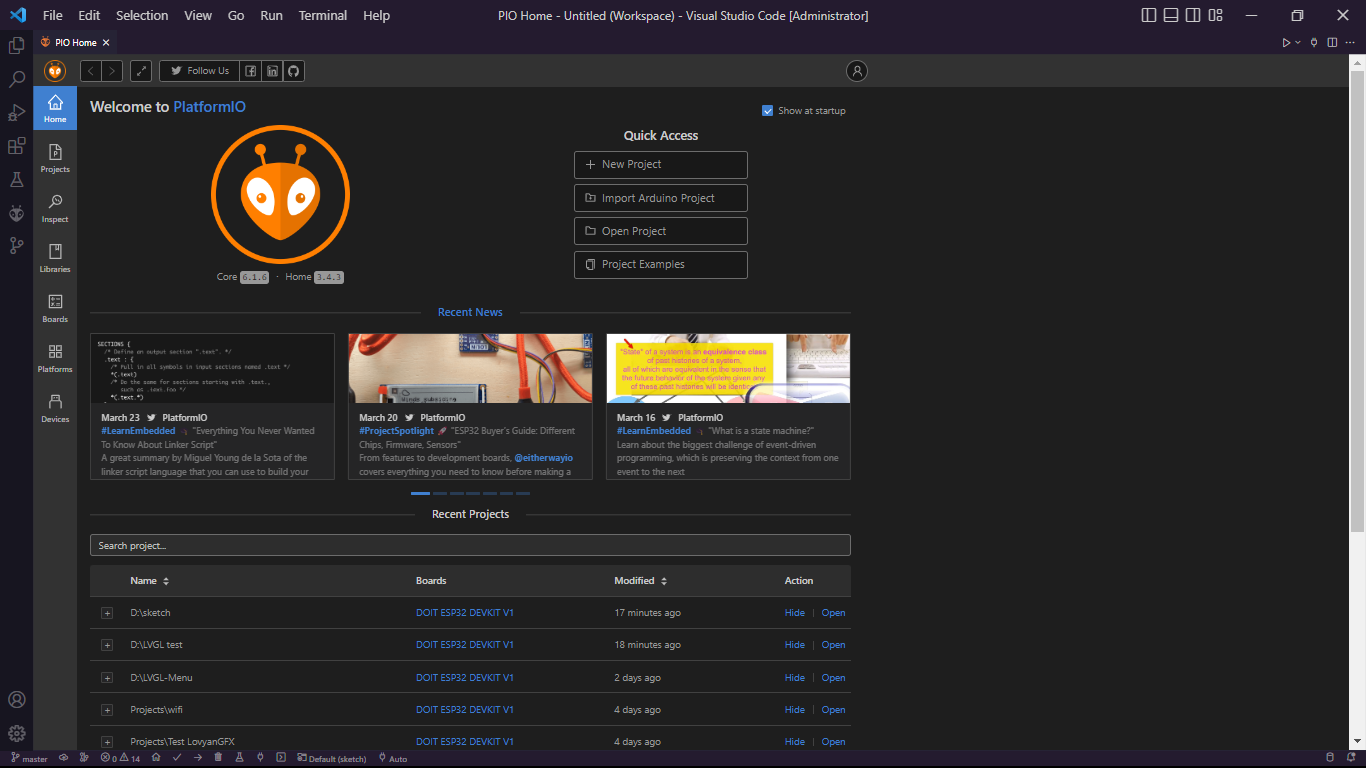 File Edit Selection View Go Run Terminal Help
PIO Home - Untitled (Workspace) - Visual Studio Code [Administrator]
PIO Home
Follow Us
Home
Projects
Inspect
Libraries
Boards
Platforms
Devices
Welcome to PlatformIO
Show at startup
Core 6.1.6 · Home 3.4.3
Quick Access
New Project
Import Arduino Project
Open Project
Project Examples
Recent News
SECTIONS {
/* Define an output section ".text". */
.text : {
/* Pull in all symbols in input sections named .text */
*(.text)
/* Do the same for sections starting with .text.,
such as .text.foo */
*(.text.*)
March 23 PlatformIO
#LearnEmbedded "Everything You Never Wanted
To Know About Linker Script"
A great summary by Miguel Young de la Sota of the
linker script language that you can use to build your
March 20 PlatformIO
#ProjectSpotlight "ESP32 Buyer's Guide: Different
Chips, Firmware, Sensors"
From features to development boards, @eitherwayio
covers everything you need to know before making a
"State" of a system is an equivalence class
of past histories of a system,
all of which are equivalent in the sense that
the future behavior of the system given any
of these past histories will be identical
March 16 PlatformIO
#LearnEmbedded "What is a state machine?"
Learn about the biggest challenge of event-driven
programming, which is preserving the context from one
event to the next
Recent Projects
Search project...
Name Boards Modified Action
D:\sketch DOIT ESP32 DEVKIT V1 17 minutes ago Hide | Open
D:\LVGL test DOIT ESP32 DEVKIT V1 18 minutes ago Hide | Open
D:\LVGL-Menu DOIT ESP32 DEVKIT V1 2 days ago Hide | Open
Projects\wifi DOIT ESP32 DEVKIT V1 4 days ago Hide | Open
Projects\Test LovyanGFX DOIT ESP32 DEVKIT V1 4 days ago Hide | Open
master 0 14 Default (sketch) Auto